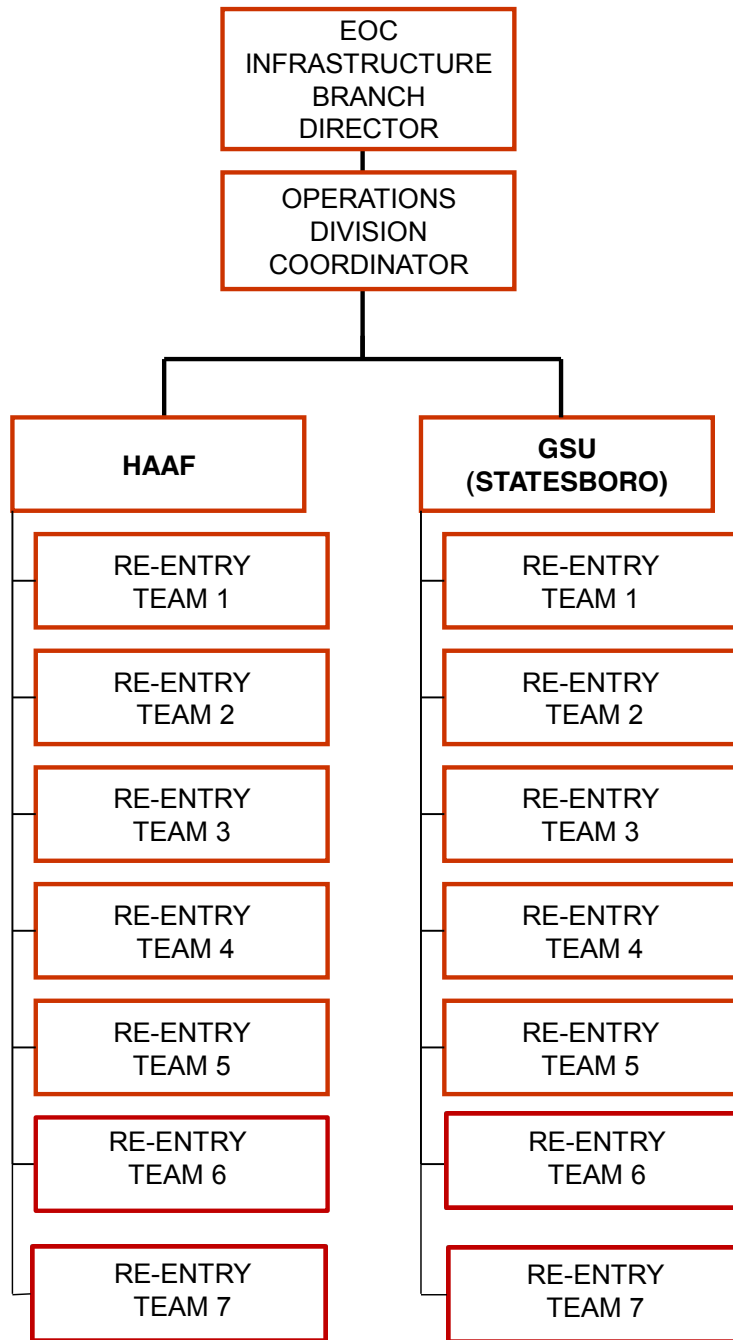 EOC
INFRASTRUCTURE
BRANCH
DIRECTOR
OPERATIONS
DIVISION
COORDINATOR
HAAF
RE-ENTRY
TEAM 1
RE-ENTRY
TEAM 2
RE-ENTRY
TEAM 3
RE-ENTRY
TEAM 4
RE-ENTRY
TEAM 5
RE-ENTRY
TEAM 6
RE-ENTRY
TEAM 7
GSU
(STATESBORO)
RE-ENTRY
TEAM 1
RE-ENTRY
TEAM 2
RE-ENTRY
TEAM 3
RE-ENTRY
TEAM 4
RE-ENTRY
TEAM 5
RE-ENTRY
TEAM 6
RE-ENTRY
TEAM 7